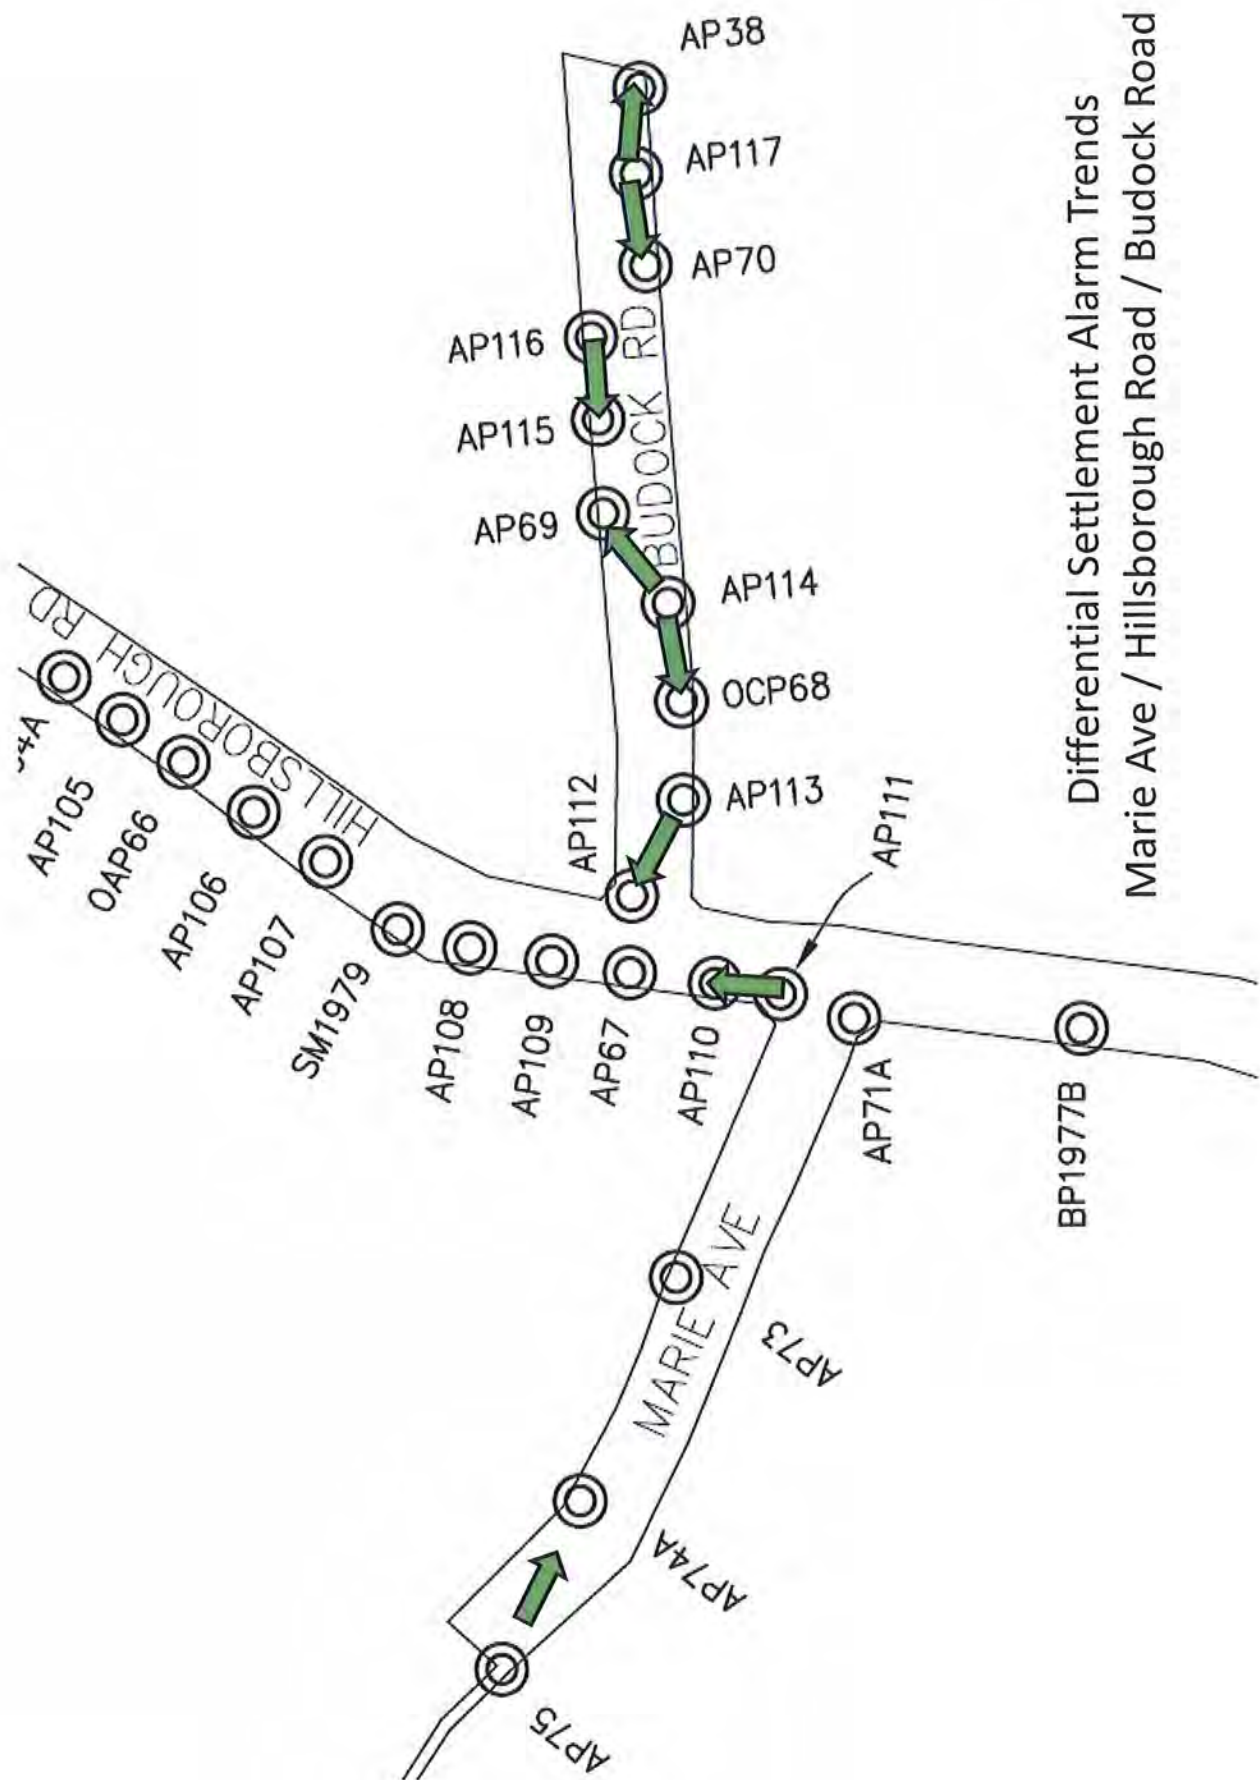 AP38
AP117
AP70
AP116
BUDOCK RD
AP115
AP69
AP114
OCP68
AP113
AP112
AP111
HILLSBOROUGH RD
4A
AP105
OAP66
AP106
AP107
SM1979
AP108
AP109
AP67
AP110
AP71A
BP1977B
MARIE AVE
AP73
AP74A
AP75
Differential Settlement Alarm Trends
Marie Ave / Hillsborough Road / Budock Road